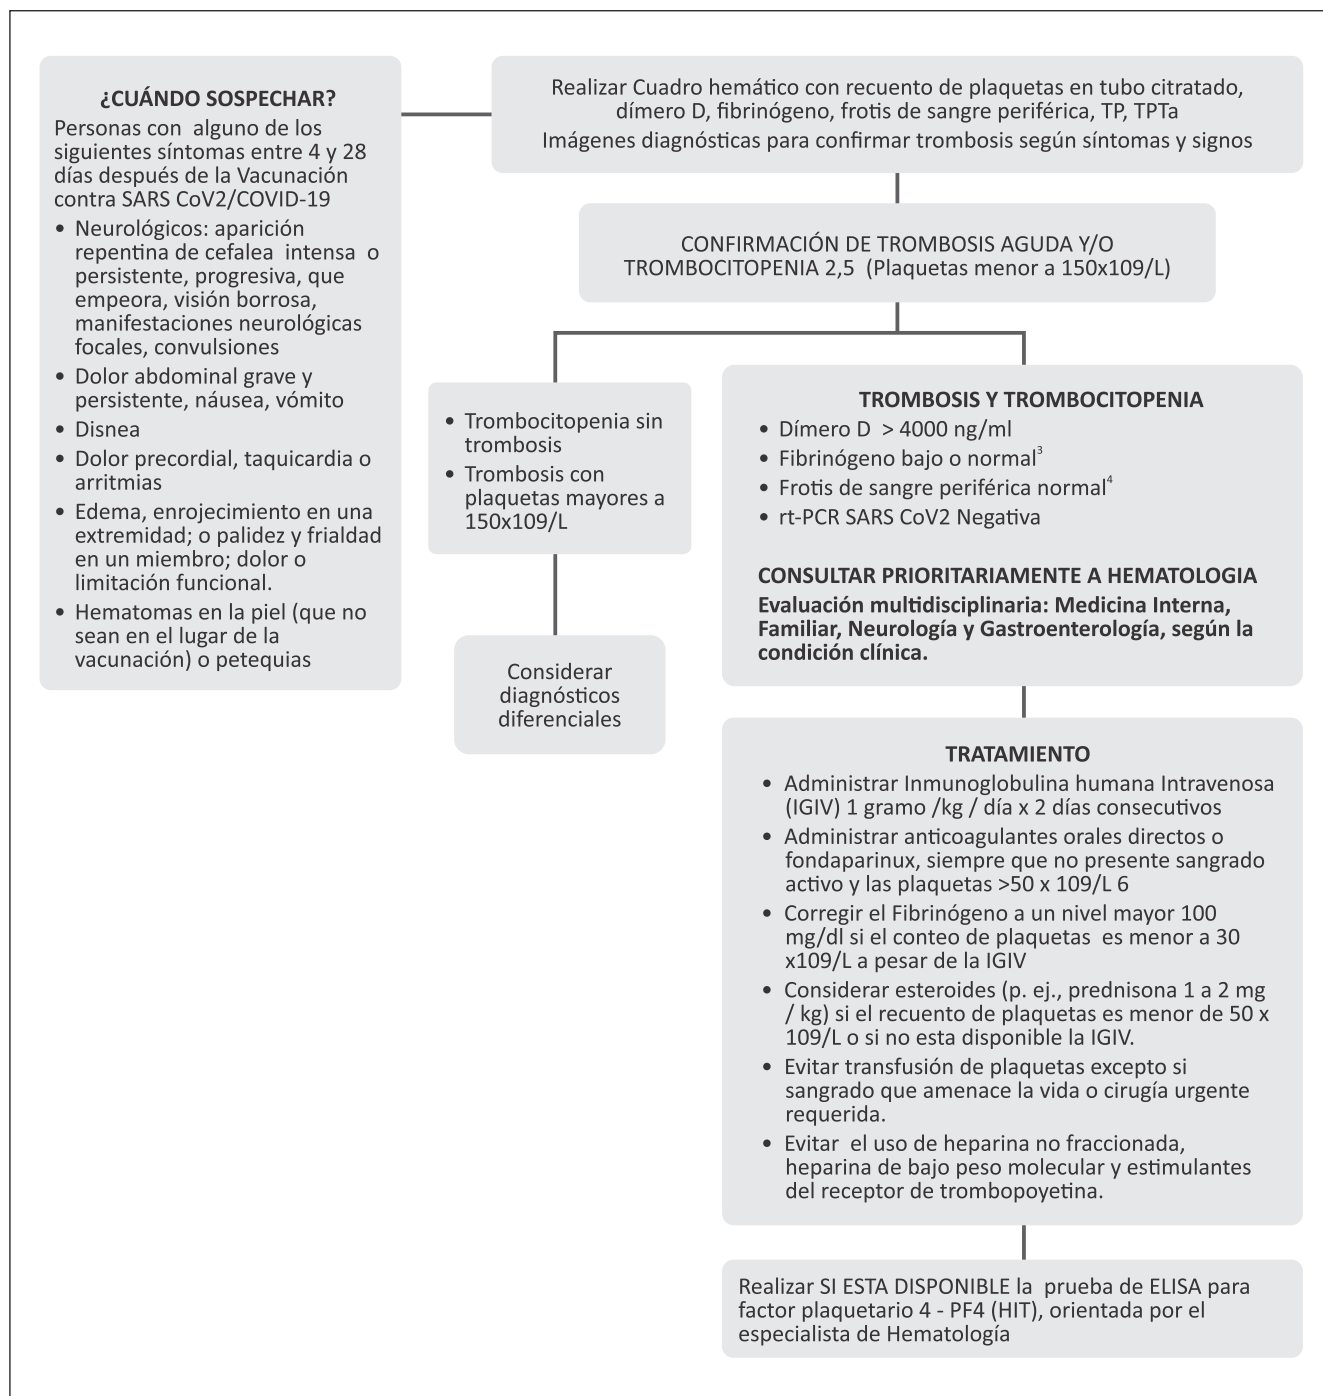 ¿CUÁNDO SOSPECHAR?
Personas con alguno de los
siguientes síntomas entre 4 y 28
días después de la Vacunación
contra SARS CoV2/COVID-19
• Neurológicos: aparición
repentina de cefalea intensa o
persistente, progresiva, que
empeora, visión borrosa,
manifestaciones neurológicas
focales, convulsiones
• Dolor abdominal grave y
persistente, náusea, vómito
• Disnea
• Dolor precordial, taquicardia o
arritmias
• Edema, enrojecimiento en una
extremidad; o palidez y frialdad
en un miembro; dolor o
limitación funcional.
• Hematomas en la piel (que no
sean en el lugar de la
vacunación) o petequias
Realizar Cuadro hemático con recuento de plaquetas en tubo citratado,
dímero D, fibrinógeno, frotis de sangre periférica, TP, TPTa
Imágenes diagnósticas para confirmar trombosis según síntomas y signos
CONFIRMACIÓN DE TROMBOSIS AGUDA Y/O
TROMBOCITOPENIA 2,5 (Plaquetas menor a 150x109/L)
• Trombocitopenia sin
trombosis
• Trombosis con
plaquetas mayores a
150x109/L
Considerar
diagnósticos
diferenciales
TROMBOSIS Y TROMBOCITOPENIA
• Dímero D > 4000 ng/ml
• Fibrinógeno bajo o normal³
• Frotis de sangre periférica normal⁴
• rt-PCR SARS CoV2 Negativa
CONSULTAR PRIORITARIAMENTE A HEMATOLOGIA
Evaluación multidisciplinaria: Medicina Interna,
Familiar, Neurología y Gastroenterología, según la
condición clínica.
TRATAMIENTO
• Administrar Inmunoglobulina humana Intravenosa
(IGIV) 1 gramo /kg / día x 2 días consecutivos
• Administrar anticoagulantes orales directos o
fondaparinux, siempre que no presente sangrado
activo y las plaquetas >50 x 109/L 6
• Corregir el Fibrinógeno a un nivel mayor 100
mg/dl si el conteo de plaquetas es menor a 30
x109/L a pesar de la IGIV
• Considerar esteroides (p. ej., prednisona 1 a 2 mg
/ kg) si el recuento de plaquetas es menor de 50 x
109/L o si no esta disponible la IGIV.
• Evitar transfusión de plaquetas excepto si
sangrado que amenace la vida o cirugía urgente
requerida.
• Evitar el uso de heparina no fraccionada,
heparina de bajo peso molecular y estimulantes
del receptor de trombopoyetina.
Realizar SI ESTA DISPONIBLE la prueba de ELISA para
factor plaquetario 4 - PF4 (HIT), orientada por el
especialista de Hematología